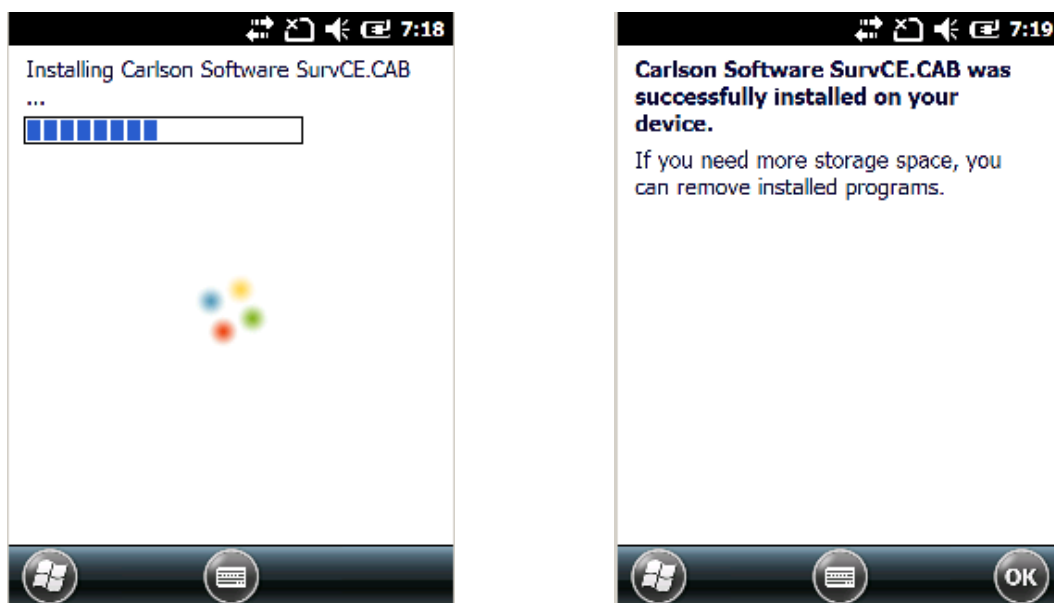 7:18
Installing Carlson Software SurvCE.CAB
...
7:19
Carlson Software SurvCE.CAB was
successfully installed on your
device.
If you need more storage space, you
can remove installed programs.
OK